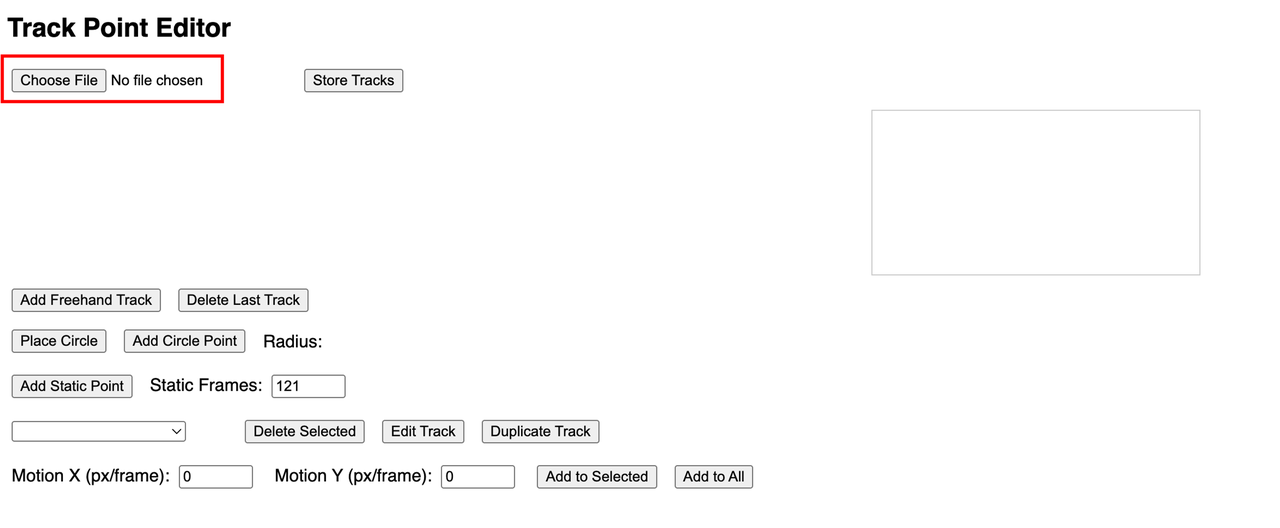 Track Point Editor
Choose File No file chosen Store Tracks
Add Freehand Track Delete Last Track
Place Circle Add Circle Point Radius:
Add Static Point Static Frames: 121
Delete Selected Edit Track Duplicate Track
Motion X (px/frame): 0 Motion Y (px/frame): 0 Add to Selected Add to All